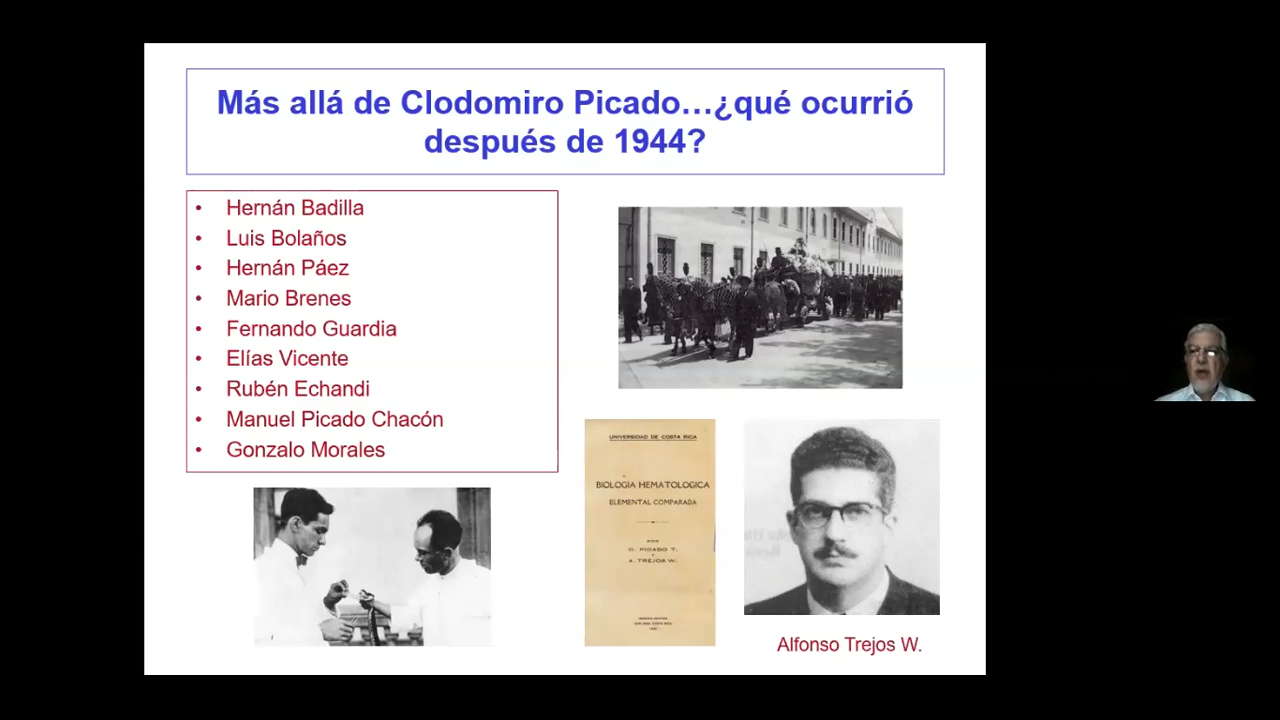 Más allá de Clodomiro Picado…¿qué ocurrió
después de 1944?
• Hernán Badilla
• Luis Bolaños
• Hernán Páez
• Mario Brenes
• Fernando Guardia
• Elías Vicente
• Rubén Echandi
• Manuel Picado Chacón
• Gonzalo Morales
UNIVERSIDAD DE COSTA RICA
BIOLOGIA HEMATOLOGICA
ELEMENTAL COMPARADA
POR
C. PICADO T.
Y
A. TREJOS W.
SAN JOSE, COSTA RICA
Alfonso Trejos W.